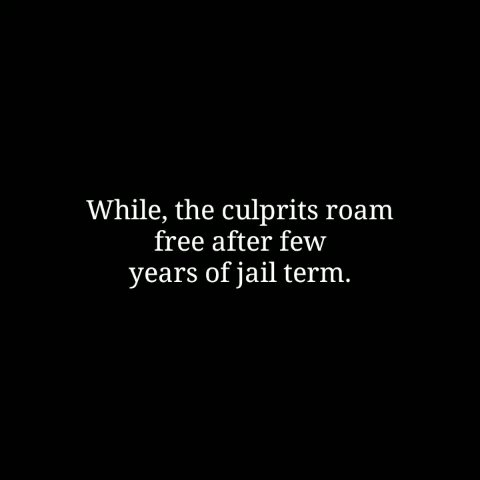 While, the culprits roam
free after few
years of jail term.